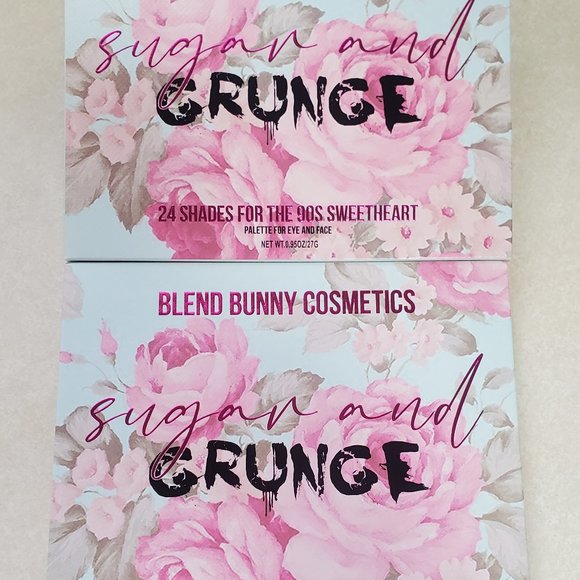 sugar and
GRUNGE
24 SHADES FOR THE 90S SWEETHEART
PALETTE FOR EYE AND FACE
NET WT.0.95OZ/27G
BLEND BUNNY COSMETICS
sugar and
GRUNGE